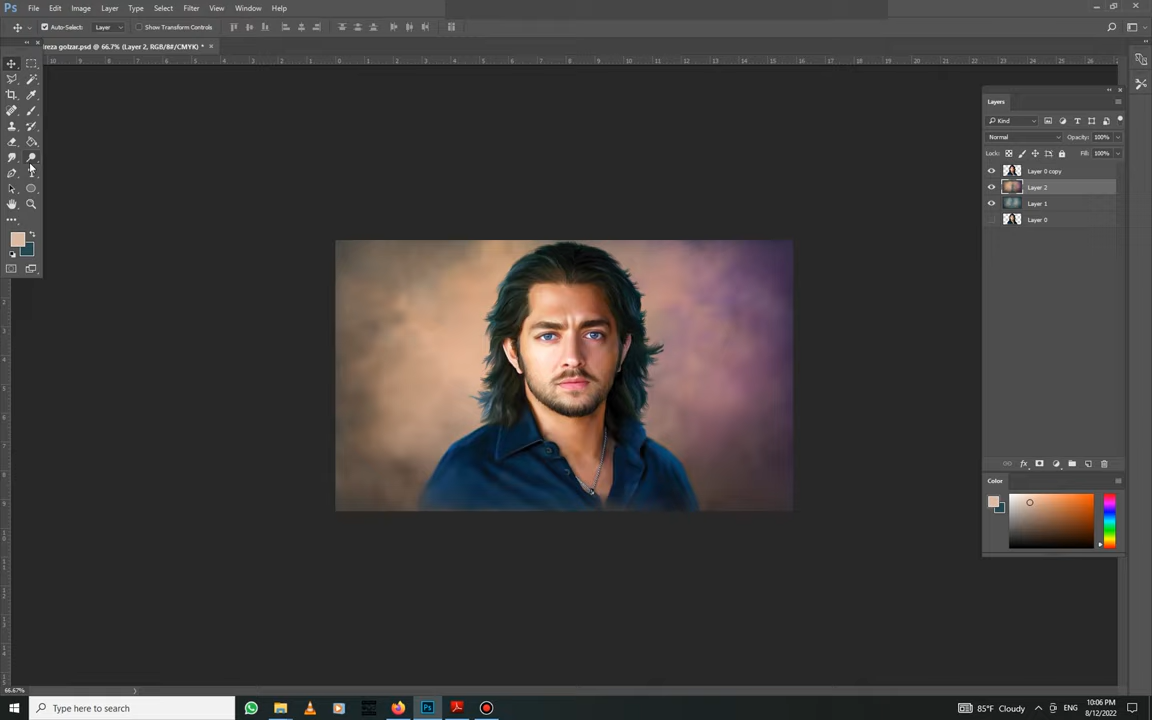 Ps File Edit Image Layer Type Select Filter View Window Help
Auto-Select: Layer Show Transform Controls
reza golzar.psd @ 66.7% (Layer 2, RGB/8#/CMYK) * ×
Layers
Kind
Normal Opacity: 100%
Lock: Fill: 100%
Layer 0 copy
Layer 2
Layer 1
Layer 0
fx
Color
66.67%
Type here to search
85°F Cloudy ENG 10:06 PM
8/12/2022